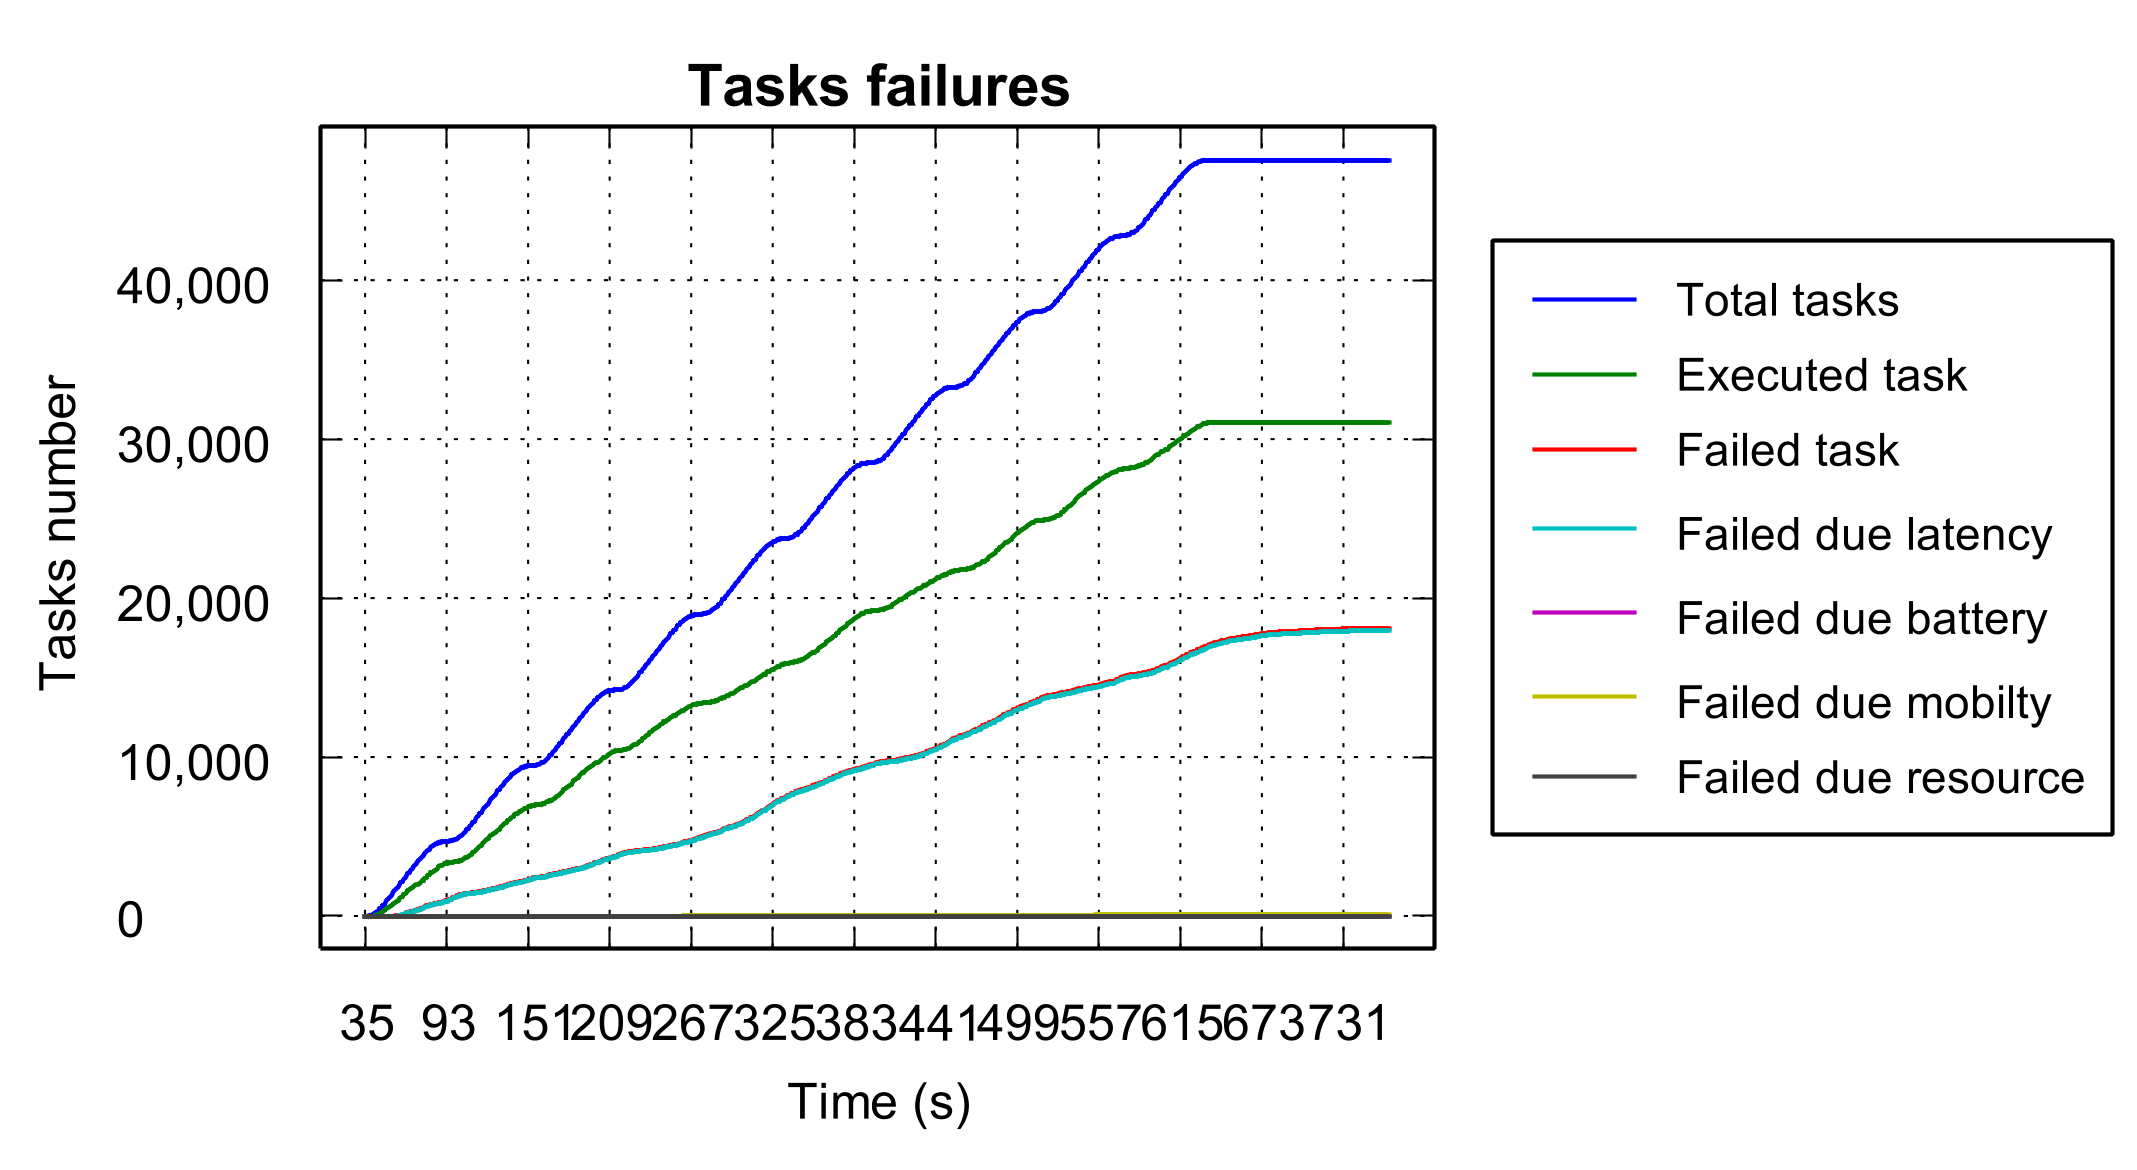 Tasks failures
Tasks number
40,000
30,000
20,000
10,000
0
35 93 151 209 267 325 383 441 499 557 615 673 731
Time (s)
Total tasks
Executed task
Failed task
Failed due latency
Failed due battery
Failed due mobilty
Failed due resource